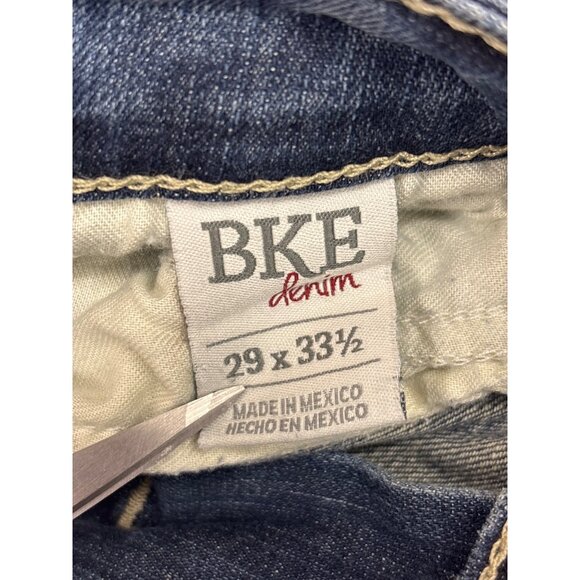 BKE
denim
29 x 33½
MADE IN MEXICO
HECHO EN MEXICO